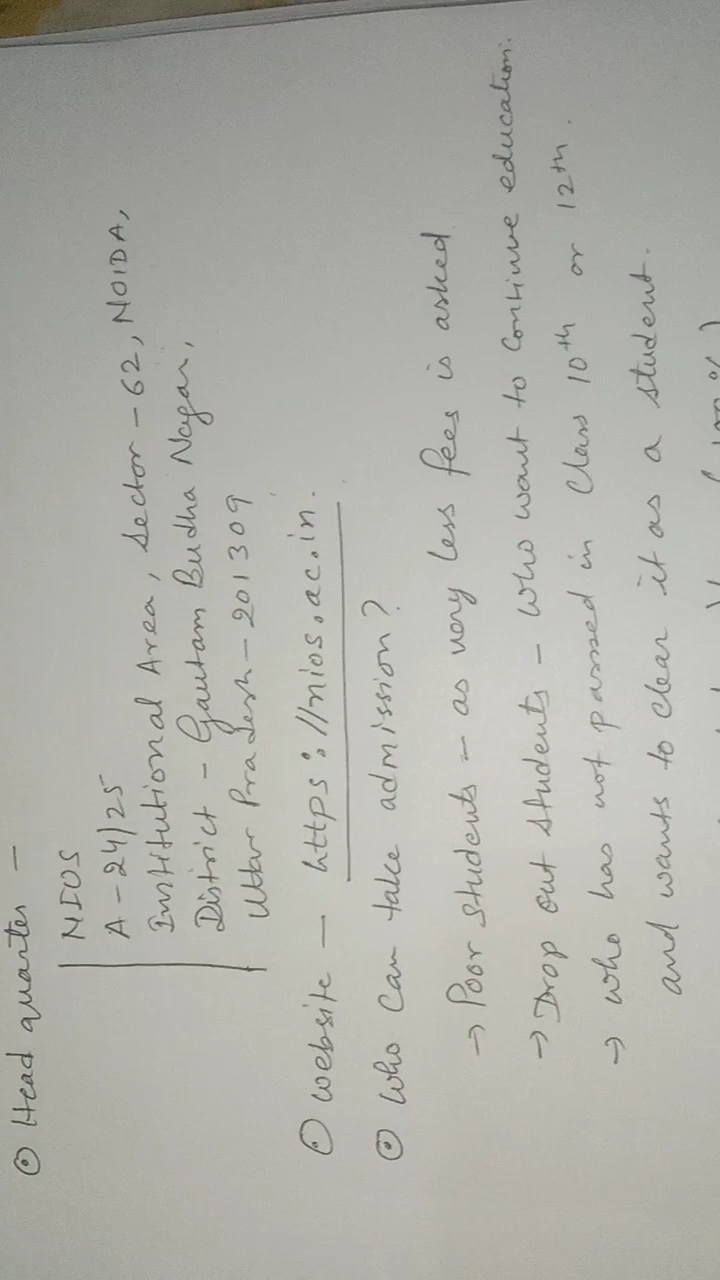 ⊙ Head quarter -
NIOS
A-24/25
Institutional Area, Sector-62, NOIDA,
District - Gautam Budha Nagar,
Uttar Pradesh - 201309
⊙ Website - https://nios.ac.in.
⊙ Who can take admission?
→ Poor students - as very less fees is asked
→ Drop out students - who want to continue education.
→ who has not passed in class 10th or 12th.
and wants to clear it as a student.